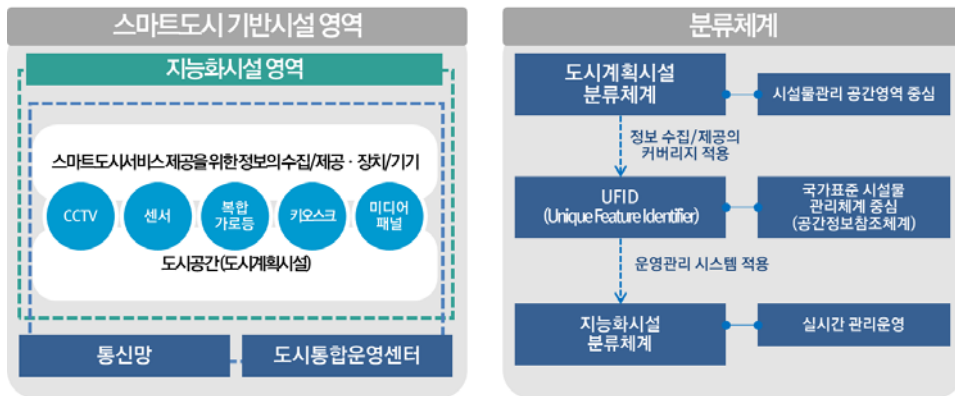 스마트도시 기반시설 영역
지능화시설 영역
스마트도시서비스 제공을 위한 정보의 수집/제공 · 장치/기기
CCTV
센서
복합
가로등
키오스크
미디어
패널
도시공간(도시계획시설)
통신망
도시통합운영센터
분류체계
도시계획시설
분류체계
시설물관리 공간영역 중심
정보 수집/제공의
커버리지 적용
UFID
(Unique Feature Identifier)
국가표준 시설물
관리체계 중심
(공간정보참조체계)
운영관리 시스템 적용
지능화시설
분류체계
실시간 관리운영